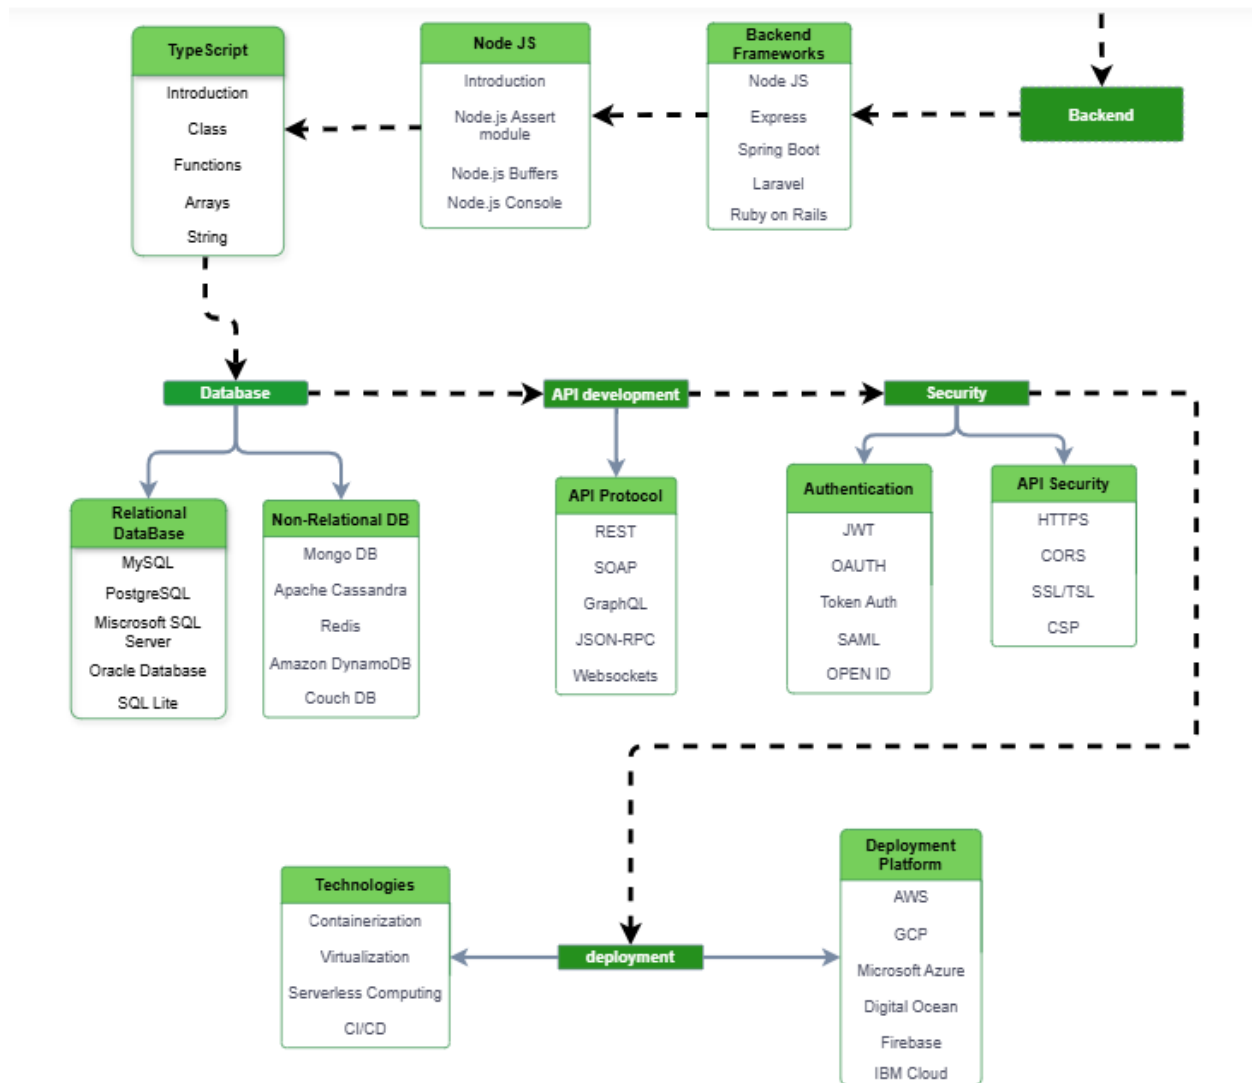 TypeScript
Introduction
Class
Functions
Arrays
String
Node JS
Introduction
Node.js Assert
module
Node.js Buffers
Node.js Console
Backend
Frameworks
Node JS
Express
Spring Boot
Laravel
Ruby on Rails
Backend
Database
API development
Security
Relational
DataBase
MySQL
PostgreSQL
Miscrosoft SQL
Server
Oracle Database
SQL Lite
Non-Relational DB
Mongo DB
Apache Cassandra
Redis
Amazon DynamoDB
Couch DB
API Protocol
REST
SOAP
GraphQL
JSON-RPC
Websockets
Authentication
JWT
OAUTH
Token Auth
SAML
OPEN ID
API Security
HTTPS
CORS
SSL/TSL
CSP
Technologies
Containerization
Virtualization
Serverless Computing
CI/CD
deployment
Deployment
Platform
AWS
GCP
Microsoft Azure
Digital Ocean
Firebase
IBM Cloud